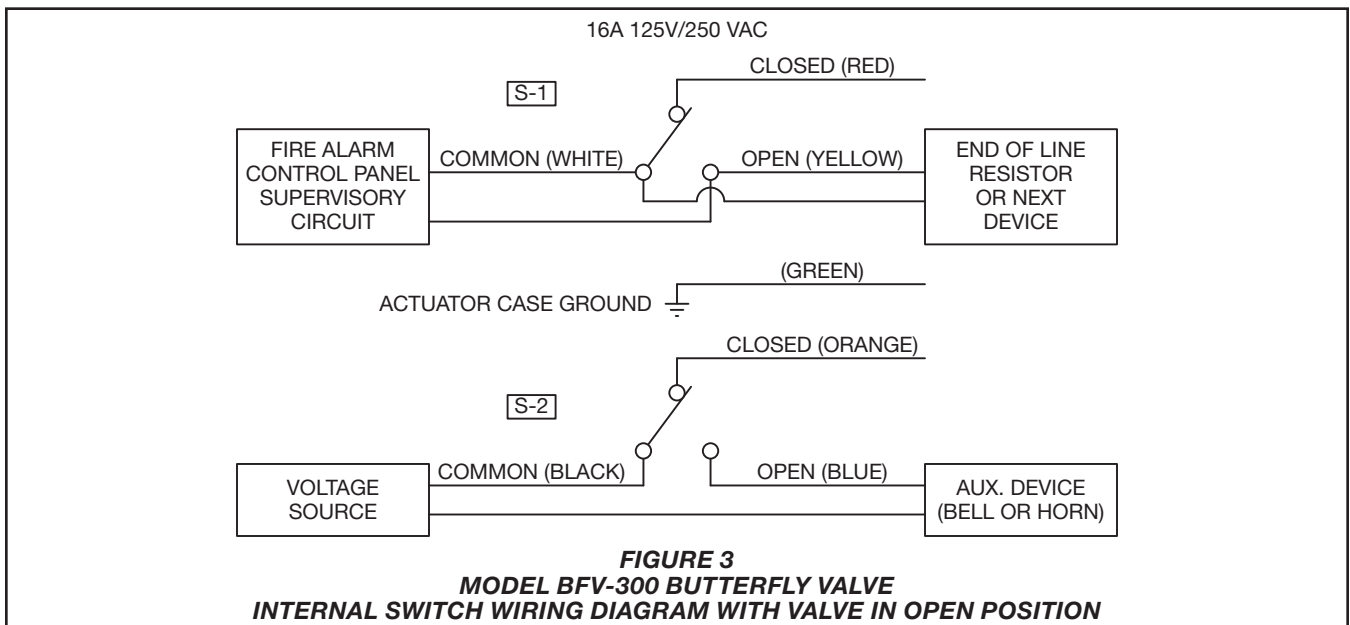 16A 125V/250 VAC
CLOSED (RED)
S-1
FIRE ALARM
CONTROL PANEL
SUPERVISORY
CIRCUIT
COMMON (WHITE)
OPEN (YELLOW)
END OF LINE
RESISTOR
OR NEXT
DEVICE
(GREEN)
ACTUATOR CASE GROUND
CLOSED (ORANGE)
S-2
VOLTAGE
SOURCE
COMMON (BLACK)
OPEN (BLUE)
AUX. DEVICE
(BELL OR HORN)
FIGURE 3
MODEL BFV-300 BUTTERFLY VALVE
INTERNAL SWITCH WIRING DIAGRAM WITH VALVE IN OPEN POSITION